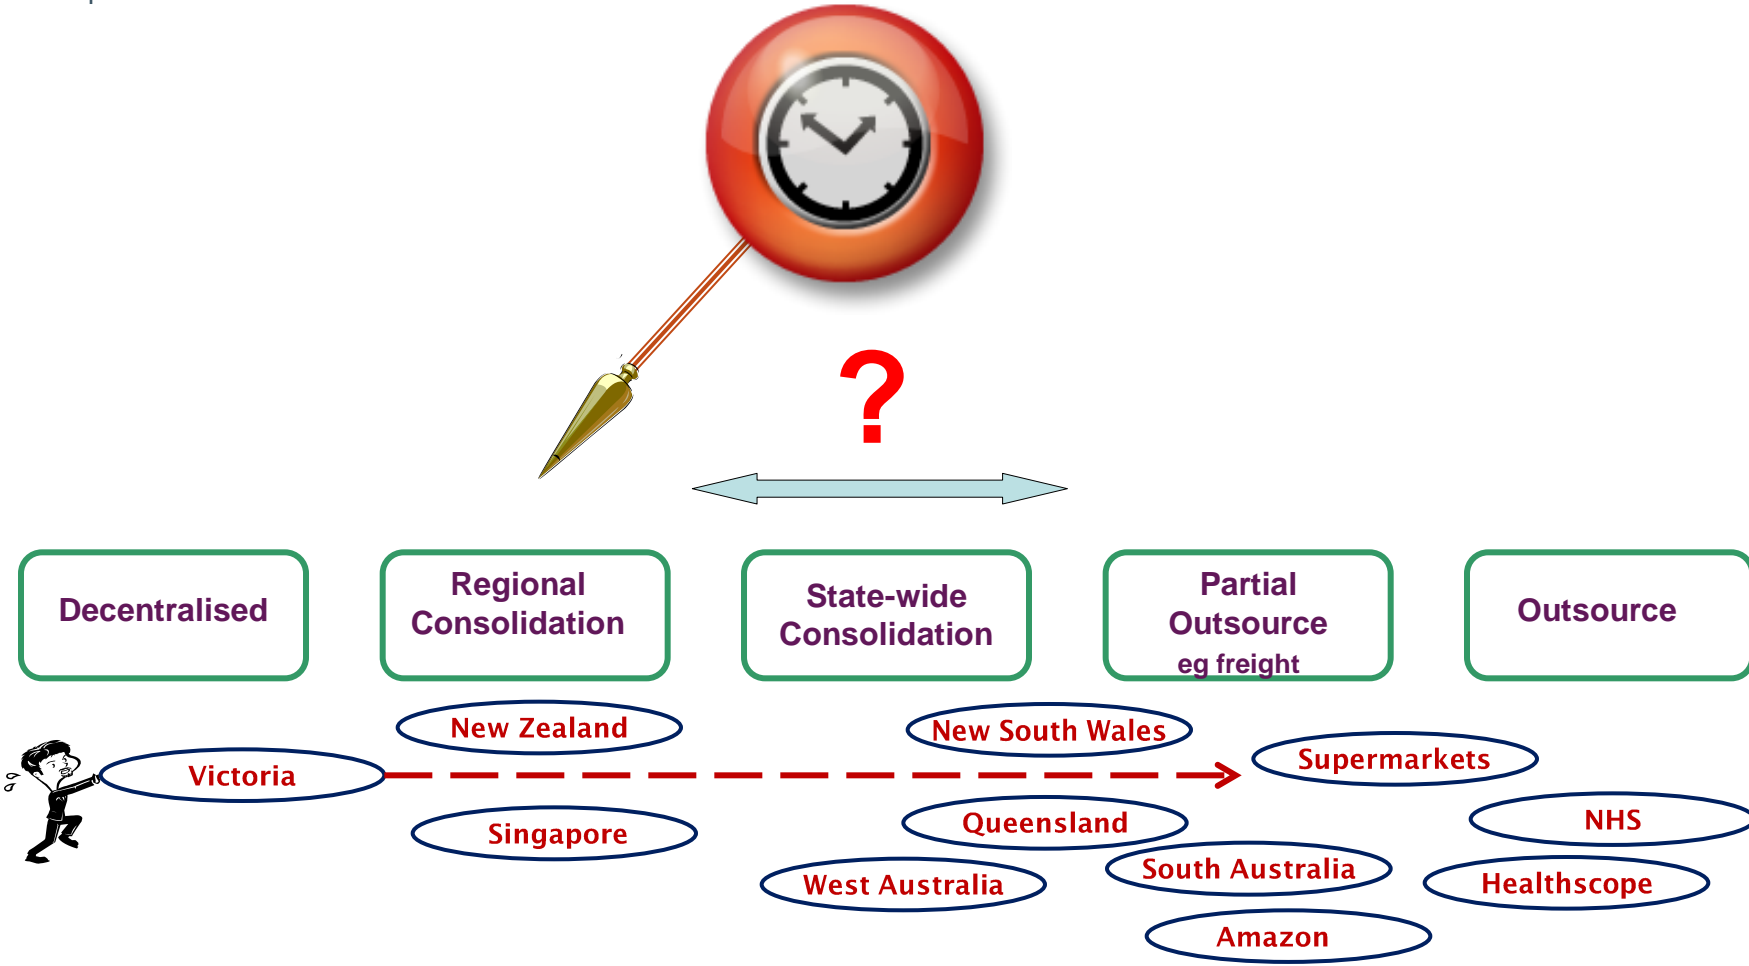 ?
Decentralised
Regional
Consolidation
State-wide
Consolidation
Partial
Outsource
eg freight
Outsource
New Zealand
New South Wales
Supermarkets
Victoria
Singapore
Queensland
NHS
West Australia
South Australia
Healthscope
Amazon